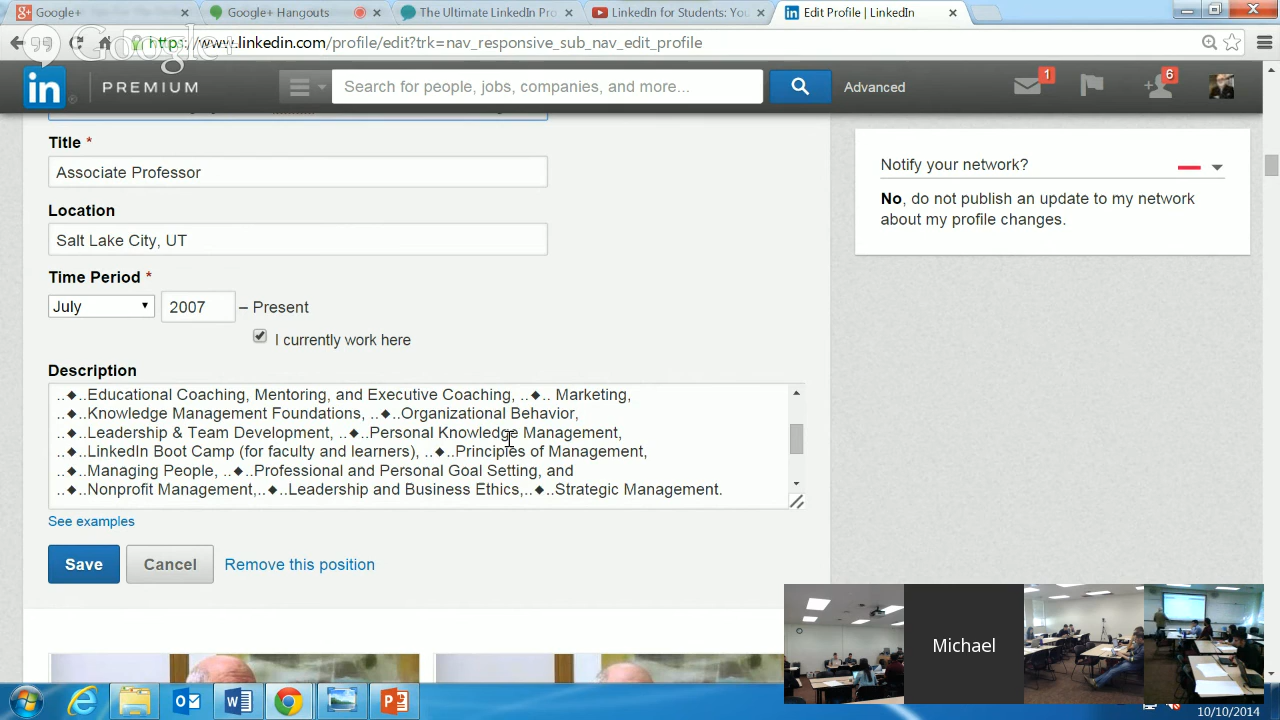 Google+
Google+ Hangouts
The Ultimate LinkedIn Pro
LinkedIn for Students: You
Edit Profile | LinkedIn
https://www.linkedin.com/profile/edit?trk=nav_responsive_sub_nav_edit_profile
Google+
in
PREMIUM
Search for people, jobs, companies, and more...
Advanced
1
6
Title *
Associate Professor
Location
Salt Lake City, UT
Time Period *
July
2007
– Present
I currently work here
Description
..◆..Educational Coaching, Mentoring, and Executive Coaching, ..◆.. Marketing,
..◆..Knowledge Management Foundations, ..◆..Organizational Behavior,
..◆..Leadership & Team Development, ..◆..Personal Knowledge Management,
..◆..LinkedIn Boot Camp (for faculty and learners), ..◆..Principles of Management,
..◆..Managing People, ..◆..Professional and Personal Goal Setting, and
..◆..Nonprofit Management,..◆..Leadership and Business Ethics,..◆..Strategic Management.
See examples
Save
Cancel
Remove this position
Notify your network?
No, do not publish an update to my network
about my profile changes.
Michael
10/10/2014